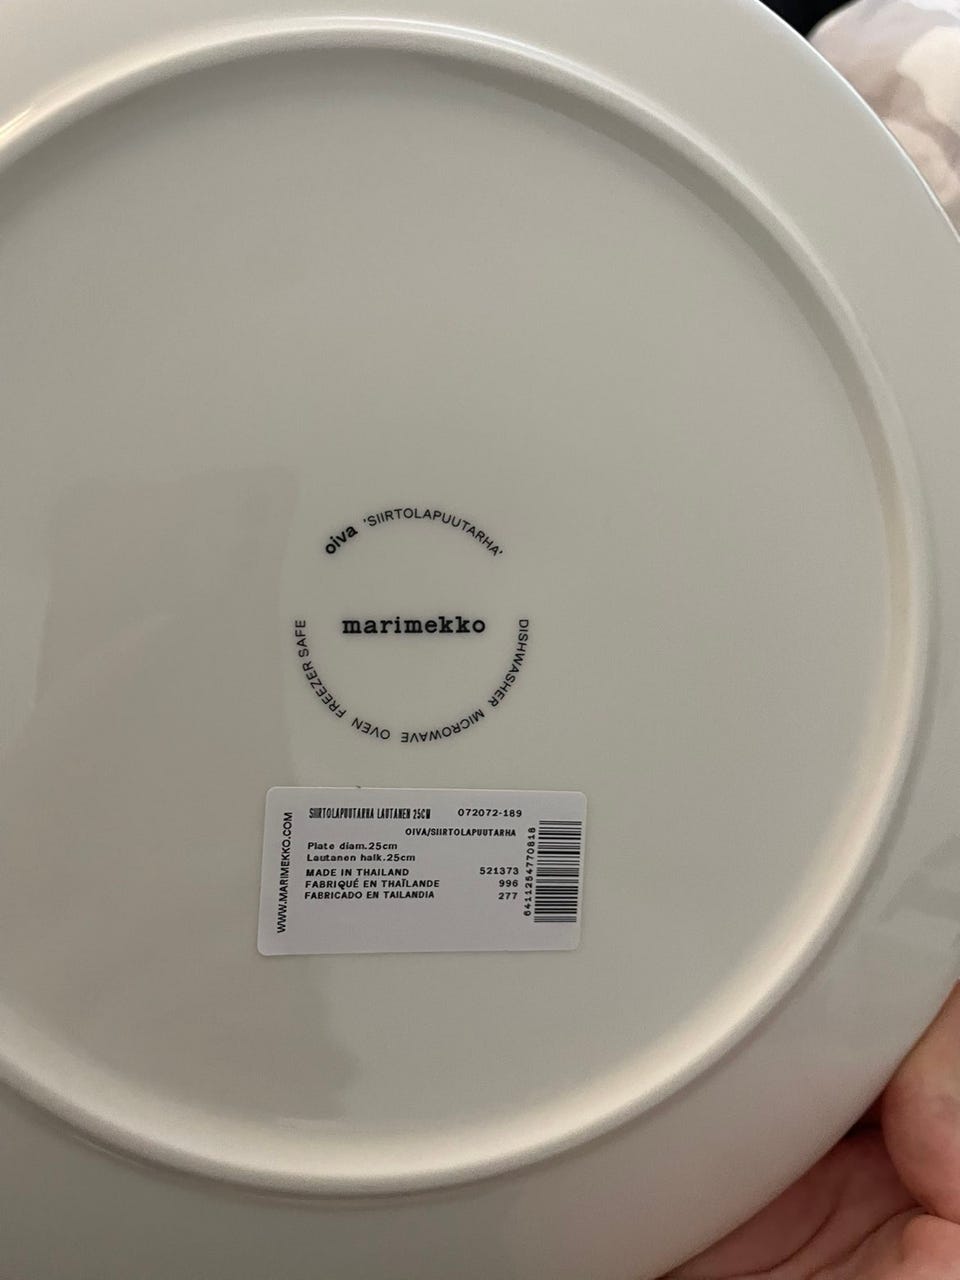 oiva 'SIIRTOLAPUUTARHA'
marimekko
DISHWASHER MICROWAVE OVEN FREEZER SAFE
WWW.MARIMEKKO.COM
SIIRTOLAPUUTARHA LAUTANEN 25CM 072072-189
OIVA/SIIRTOLAPUUTARHA
Plate diam.25cm
Lautanen halk.25cm
MADE IN THAILAND 521373
FABRIQUÉ EN THAÏLANDE 996
FABRICADO EN TAILANDIA 277
6411254770818